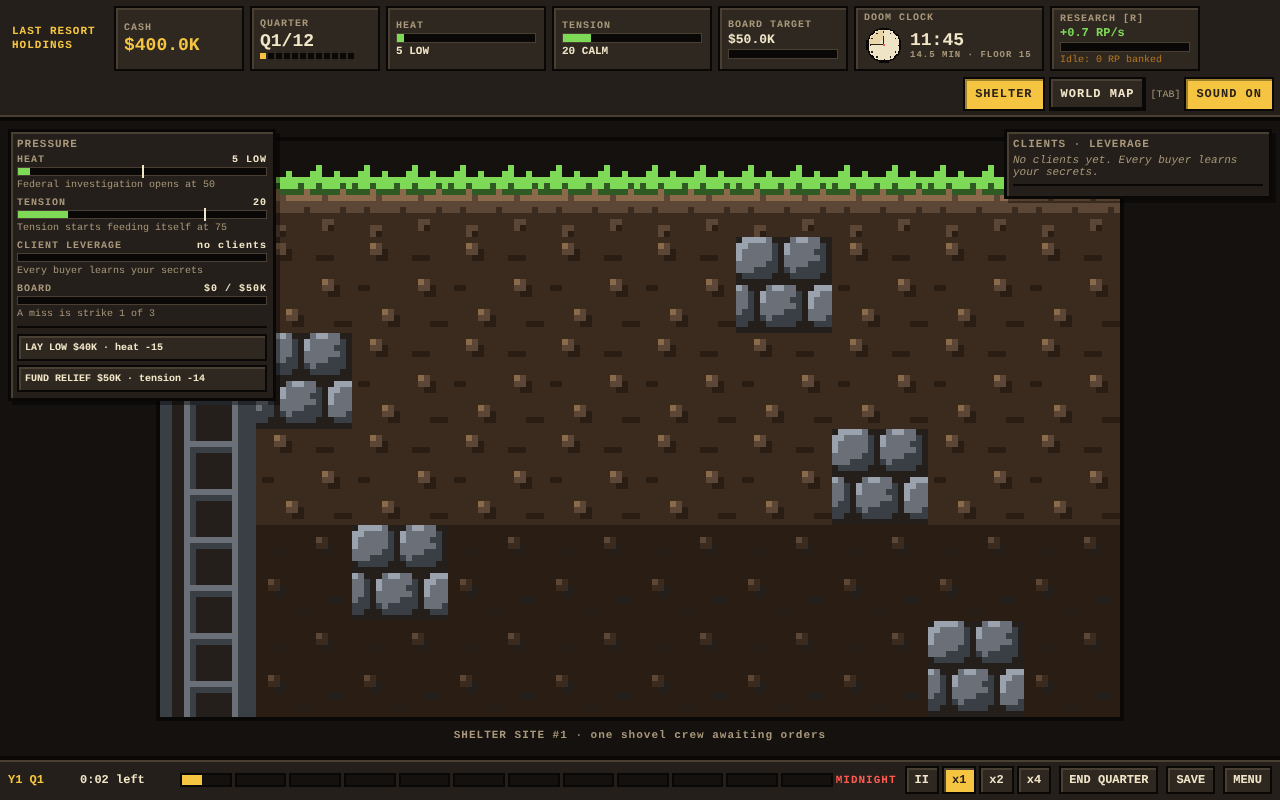 LAST RESORT
HOLDINGS
CASH
$400.0K
QUARTER
Q1/12
HEAT
5 LOW
TENSION
20 CALM
BOARD TARGET
$50.0K
DOOM CLOCK
11:45
14.5 MIN · FLOOR 15
RESEARCH [R]
+0.7 RP/s
Idle: 0 RP banked
SHELTER
WORLD MAP
[TAB]
SOUND ON
PRESSURE
HEAT 5 LOW
Federal investigation opens at 50
TENSION 20
Tension starts feeding itself at 75
CLIENT LEVERAGE no clients
Every buyer learns your secrets
BOARD $0 / $50K
A miss is strike 1 of 3
LAY LOW $40K · heat -15
FUND RELIEF $50K · tension -14
CLIENTS · LEVERAGE
No clients yet. Every buyer learns
your secrets.
SHELTER SITE #1 · one shovel crew awaiting orders
Y1 Q1
0:02 left
MIDNIGHT
II
x1
x2
x4
END QUARTER
SAVE
MENU